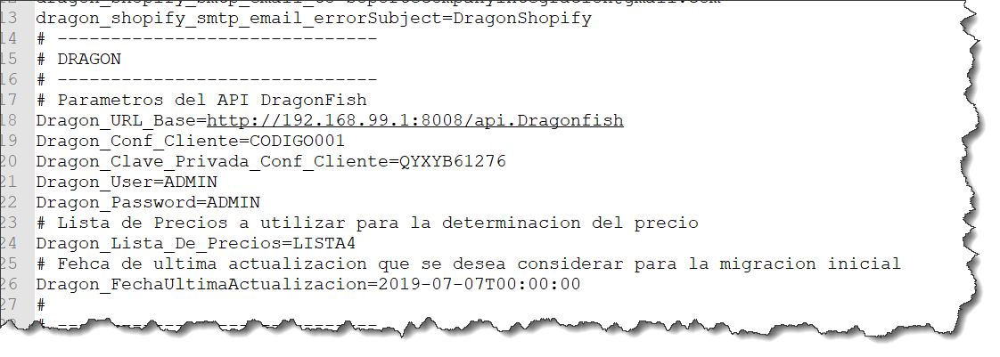 13 dragon_shopify_smtp_email_errorSubject=DragonShopify
14 # ------------------------------
15 # DRAGON
16 # ------------------------------
17 # Parametros del API DragonFish
18 Dragon_URL_Base=http://192.168.99.1:8008/api.Dragonfish
19 Dragon_Conf_Cliente=CODIGO001
20 Dragon_Clave_Privada_Conf_Cliente=QYXYB61276
21 Dragon_User=ADMIN
22 Dragon_Password=ADMIN
23 # Lista de Precios a utilizar para la determinacion del precio
24 Dragon_Lista_De_Precios=LISTA4
25 # Fehca de ultima actualizacion que se desea considerar para la migracion inicial
26 Dragon_FechaUltimaActualizacion=2019-07-07T00:00:00
27 #